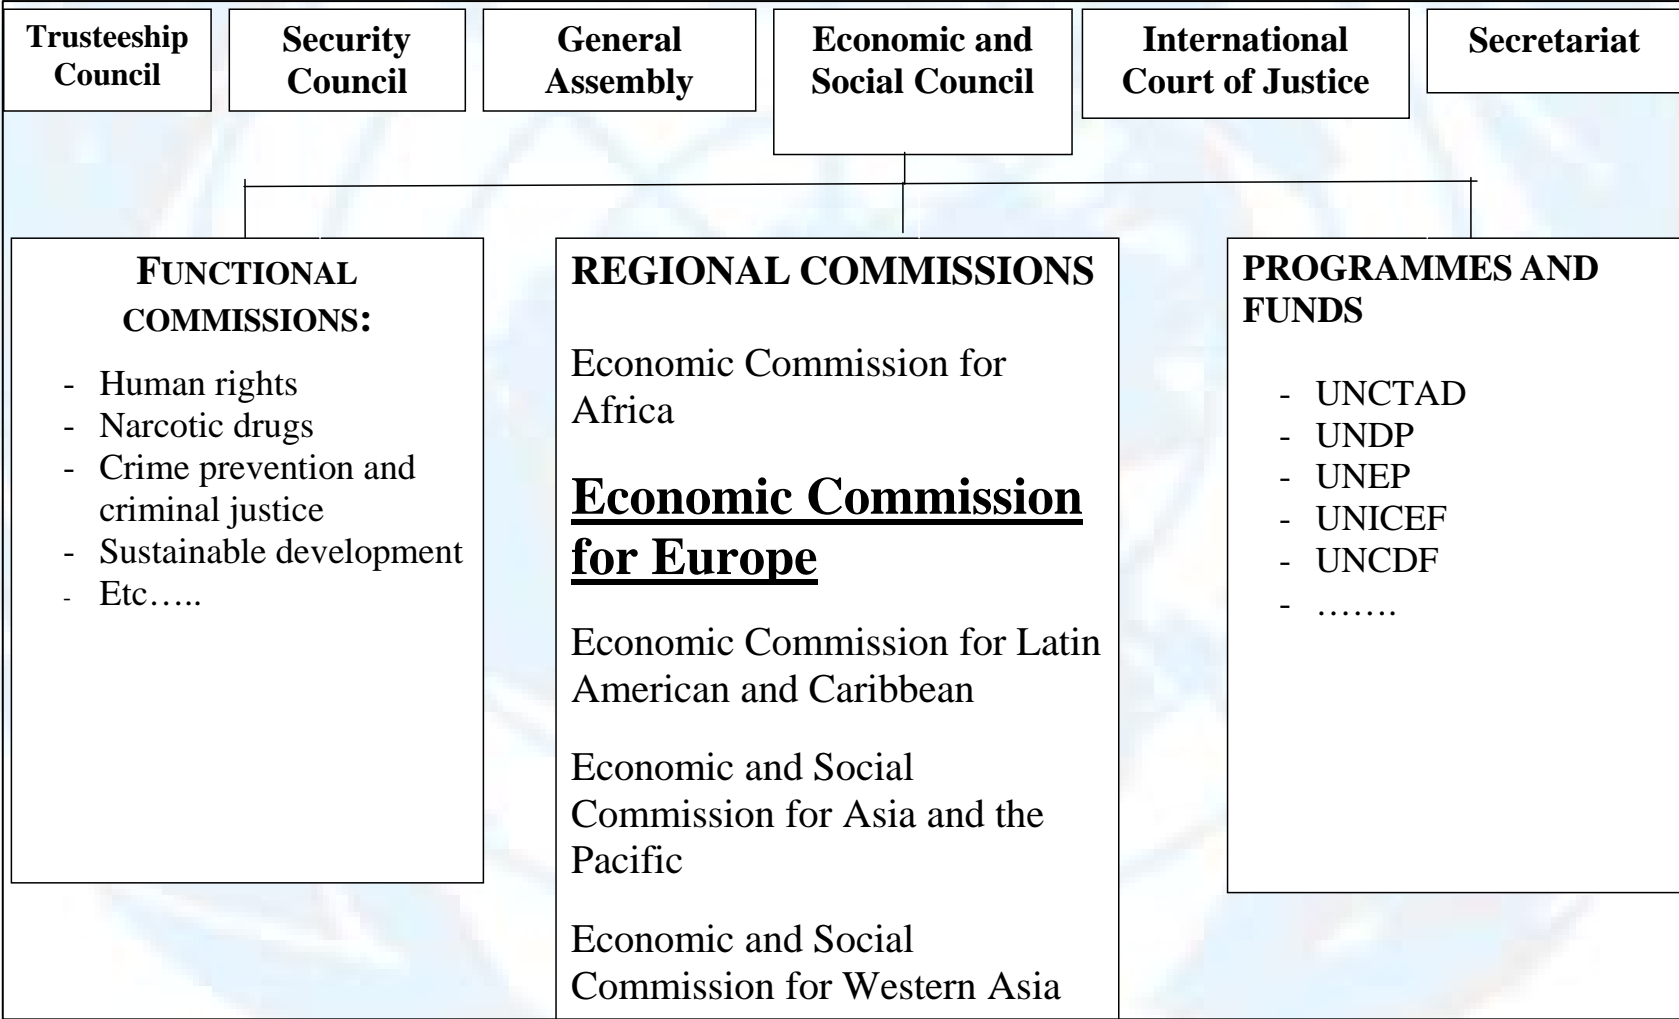 Trusteeship
Council
Security
Council
General
Assembly
Economic and
Social Council
International
Court of Justice
Secretariat
FUNCTIONAL
COMMISSIONS:
- Human rights
- Narcotic drugs
- Crime prevention and
criminal justice
- Sustainable development
- Etc…..
REGIONAL COMMISSIONS
Economic Commission for
Africa
Economic Commission
for Europe
Economic Commission for Latin
American and Caribbean
Economic and Social
Commission for Asia and the
Pacific
Economic and Social
Commission for Western Asia
PROGRAMMES AND
FUNDS
- UNCTAD
- UNDP
- UNEP
- UNICEF
- UNCDF
- …….